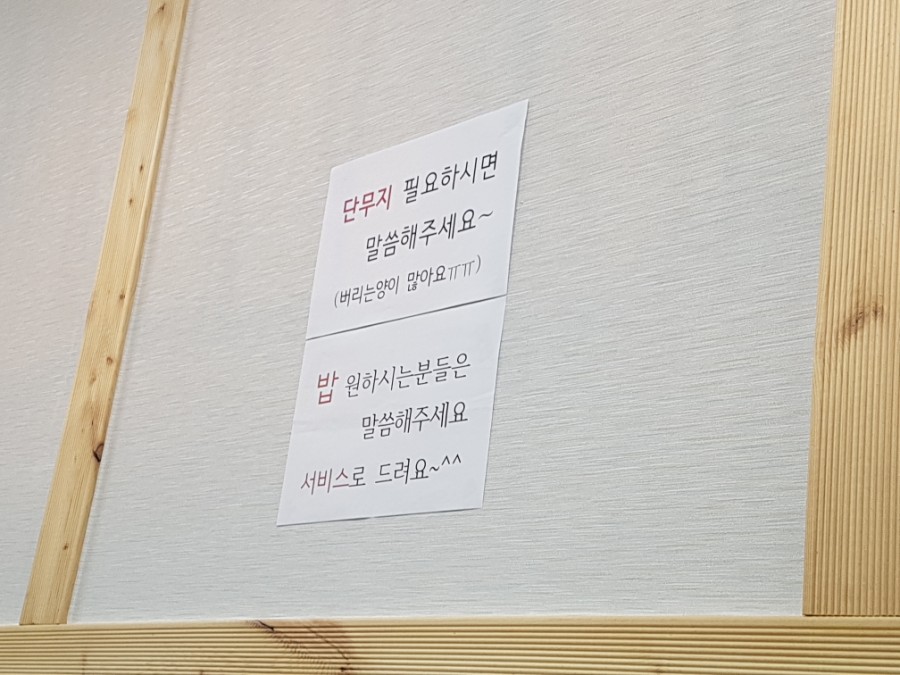 단무지 필요하시면
말씀해주세요~
(버리는양이 많아요ㅠㅠ)
밥 원하시는분들은
말씀해주세요
서비스로 드려요~^^